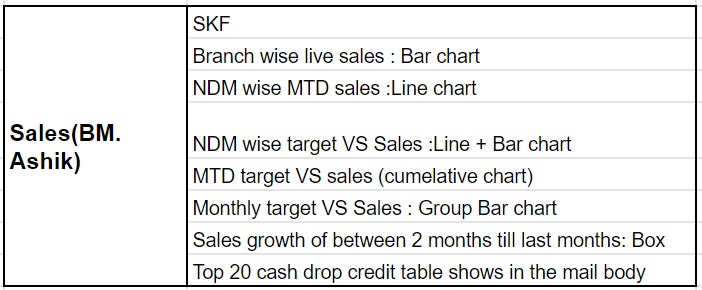 SKF
Branch wise live sales : Bar chart
NDM wise MTD sales :Line chart
Sales(BM.
Ashik)
NDM wise target VS Sales :Line + Bar chart
MTD target VS sales (cumelative chart)
Monthly target VS Sales : Group Bar chart
Sales growth of between 2 months till last months: Box
Top 20 cash drop credit table shows in the mail body